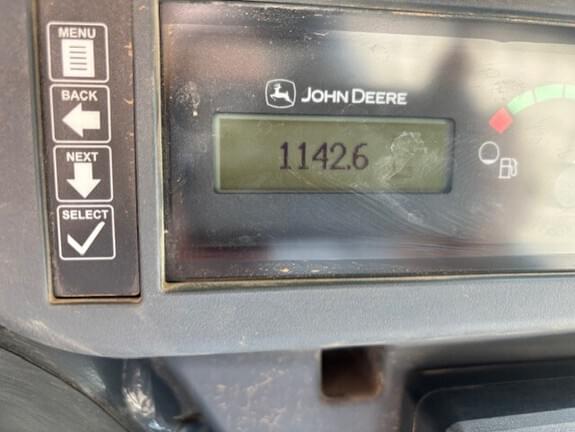 MENU
BACK
NEXT
SELECT
JOHN DEERE
1142.6